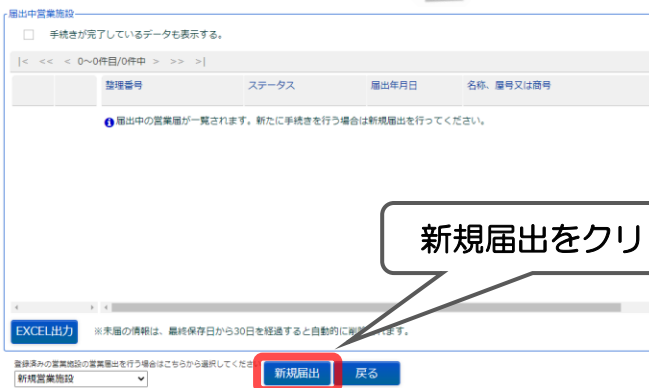 届出中営業施設
手続きが完了しているデータも表示する。
|< << < 0～0件目/0件中 > >> >|
整理番号 ステータス 届出年月日 名称、屋号又は商号
届出中の営業届が一覧されます。新たに手続きを行う場合は新規届出を行ってください。
新規届出をクリ
EXCEL出力 ※未届の情報は、最終保存日から30日を経過すると自動的に削除されます。
登録済みの営業施設の営業届出を行う場合はこちらから選択してくださ
新規営業施設
新規届出 戻る